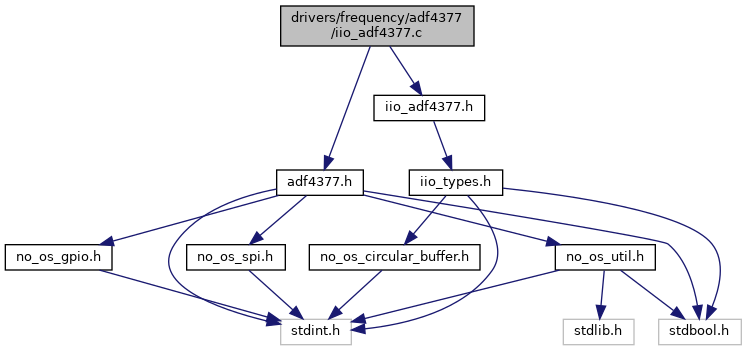 drivers/frequency/adf4377
/iio_adf4377.c
iio_adf4377.h
adf4377.h
iio_types.h
no_os_gpio.h
no_os_spi.h
no_os_circular_buffer.h
no_os_util.h
stdint.h
stdlib.h
stdbool.h